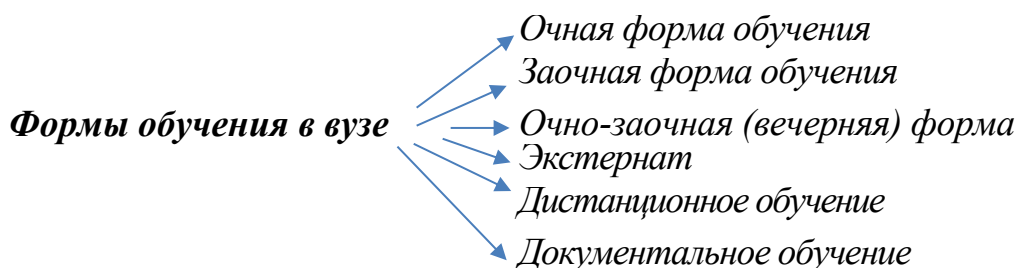 Очная форма обучения
Заочная форма обучения
Формы обучения в вузе
Очно-заочная (вечерняя) форма
Экстернат
Дистанционное обучение
Документальное обучение